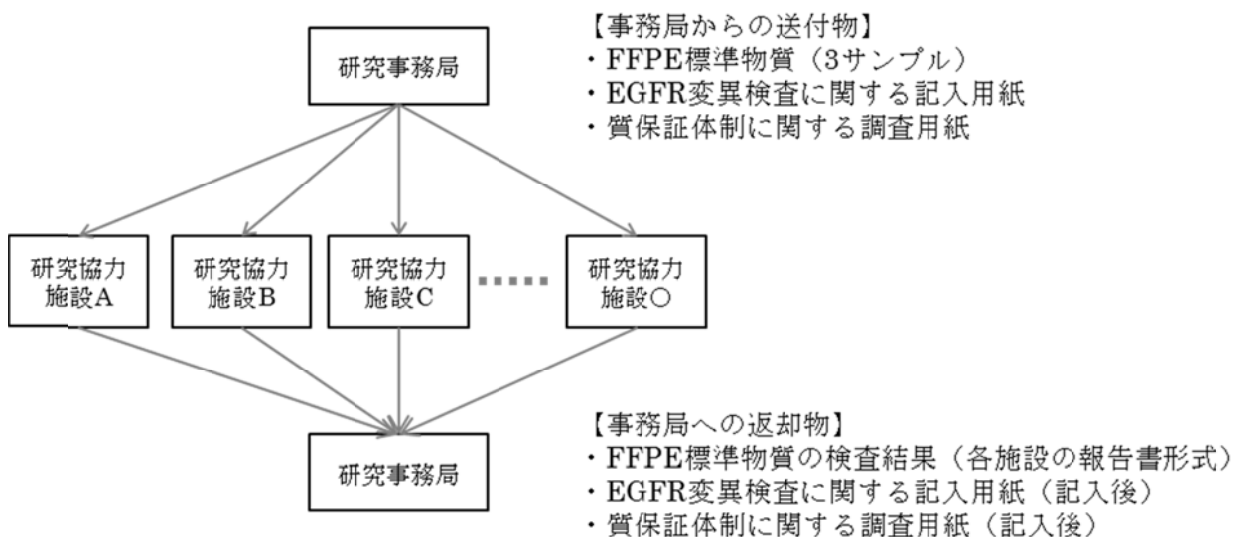 研究事務局
【事務局からの送付物】
・FFPE標準物質（3サンプル）
・EGFR変異検査に関する記入用紙
・質保証体制に関する調査用紙
研究協力
施設A
研究協力
施設B
研究協力
施設C
研究協力
施設○
研究事務局
【事務局への返却物】
・FFPE標準物質の検査結果（各施設の報告書形式）
・EGFR変異検査に関する記入用紙（記入後）
・質保証体制に関する調査用紙（記入後）